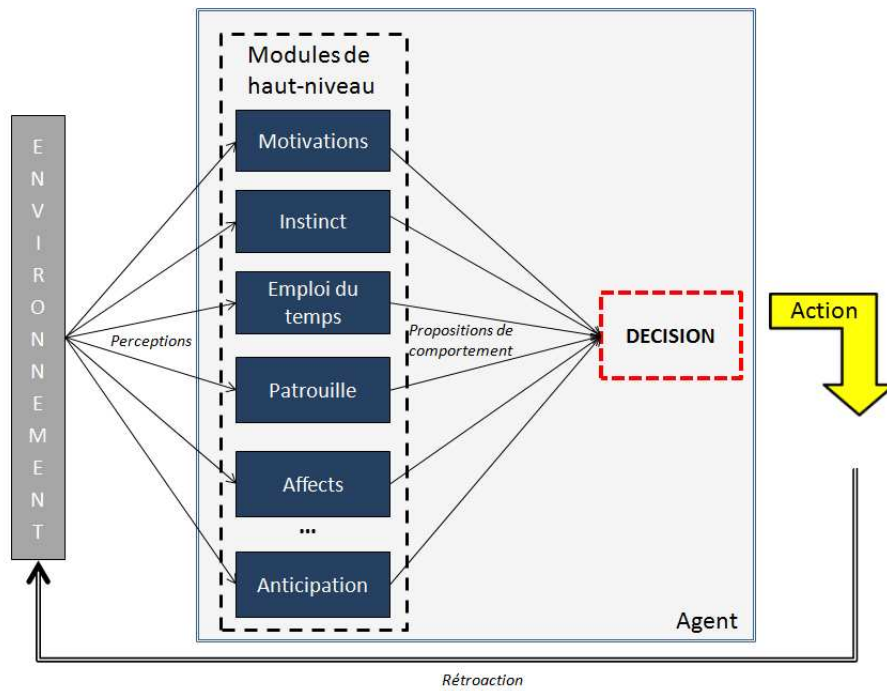 Modules de
haut-niveau
ENVIRONNEMENT
Motivations
Instinct
Emploi du
temps
Perceptions
Propositions de
comportement
DECISION
Action
Patrouille
Affects
...
Anticipation
Agent
Rétroaction